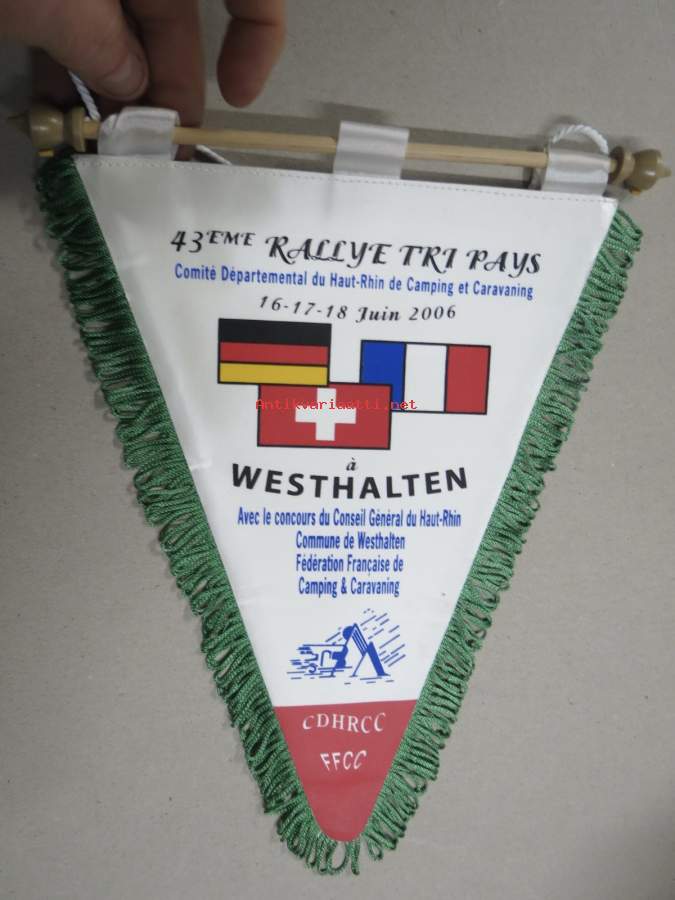 43EME RALLYE TRI PAYS
Comité Départemental du Haut-Rhin de Camping et Caravaning
16-17-18 Juin 2006
Antikvariaatti.net
à
WESTHALTEN
Avec le concours du Conseil Général du Haut-Rhin
Commune de Westhalten
Fédération Française de
Camping & Caravaning
CDHRCC
FFCC